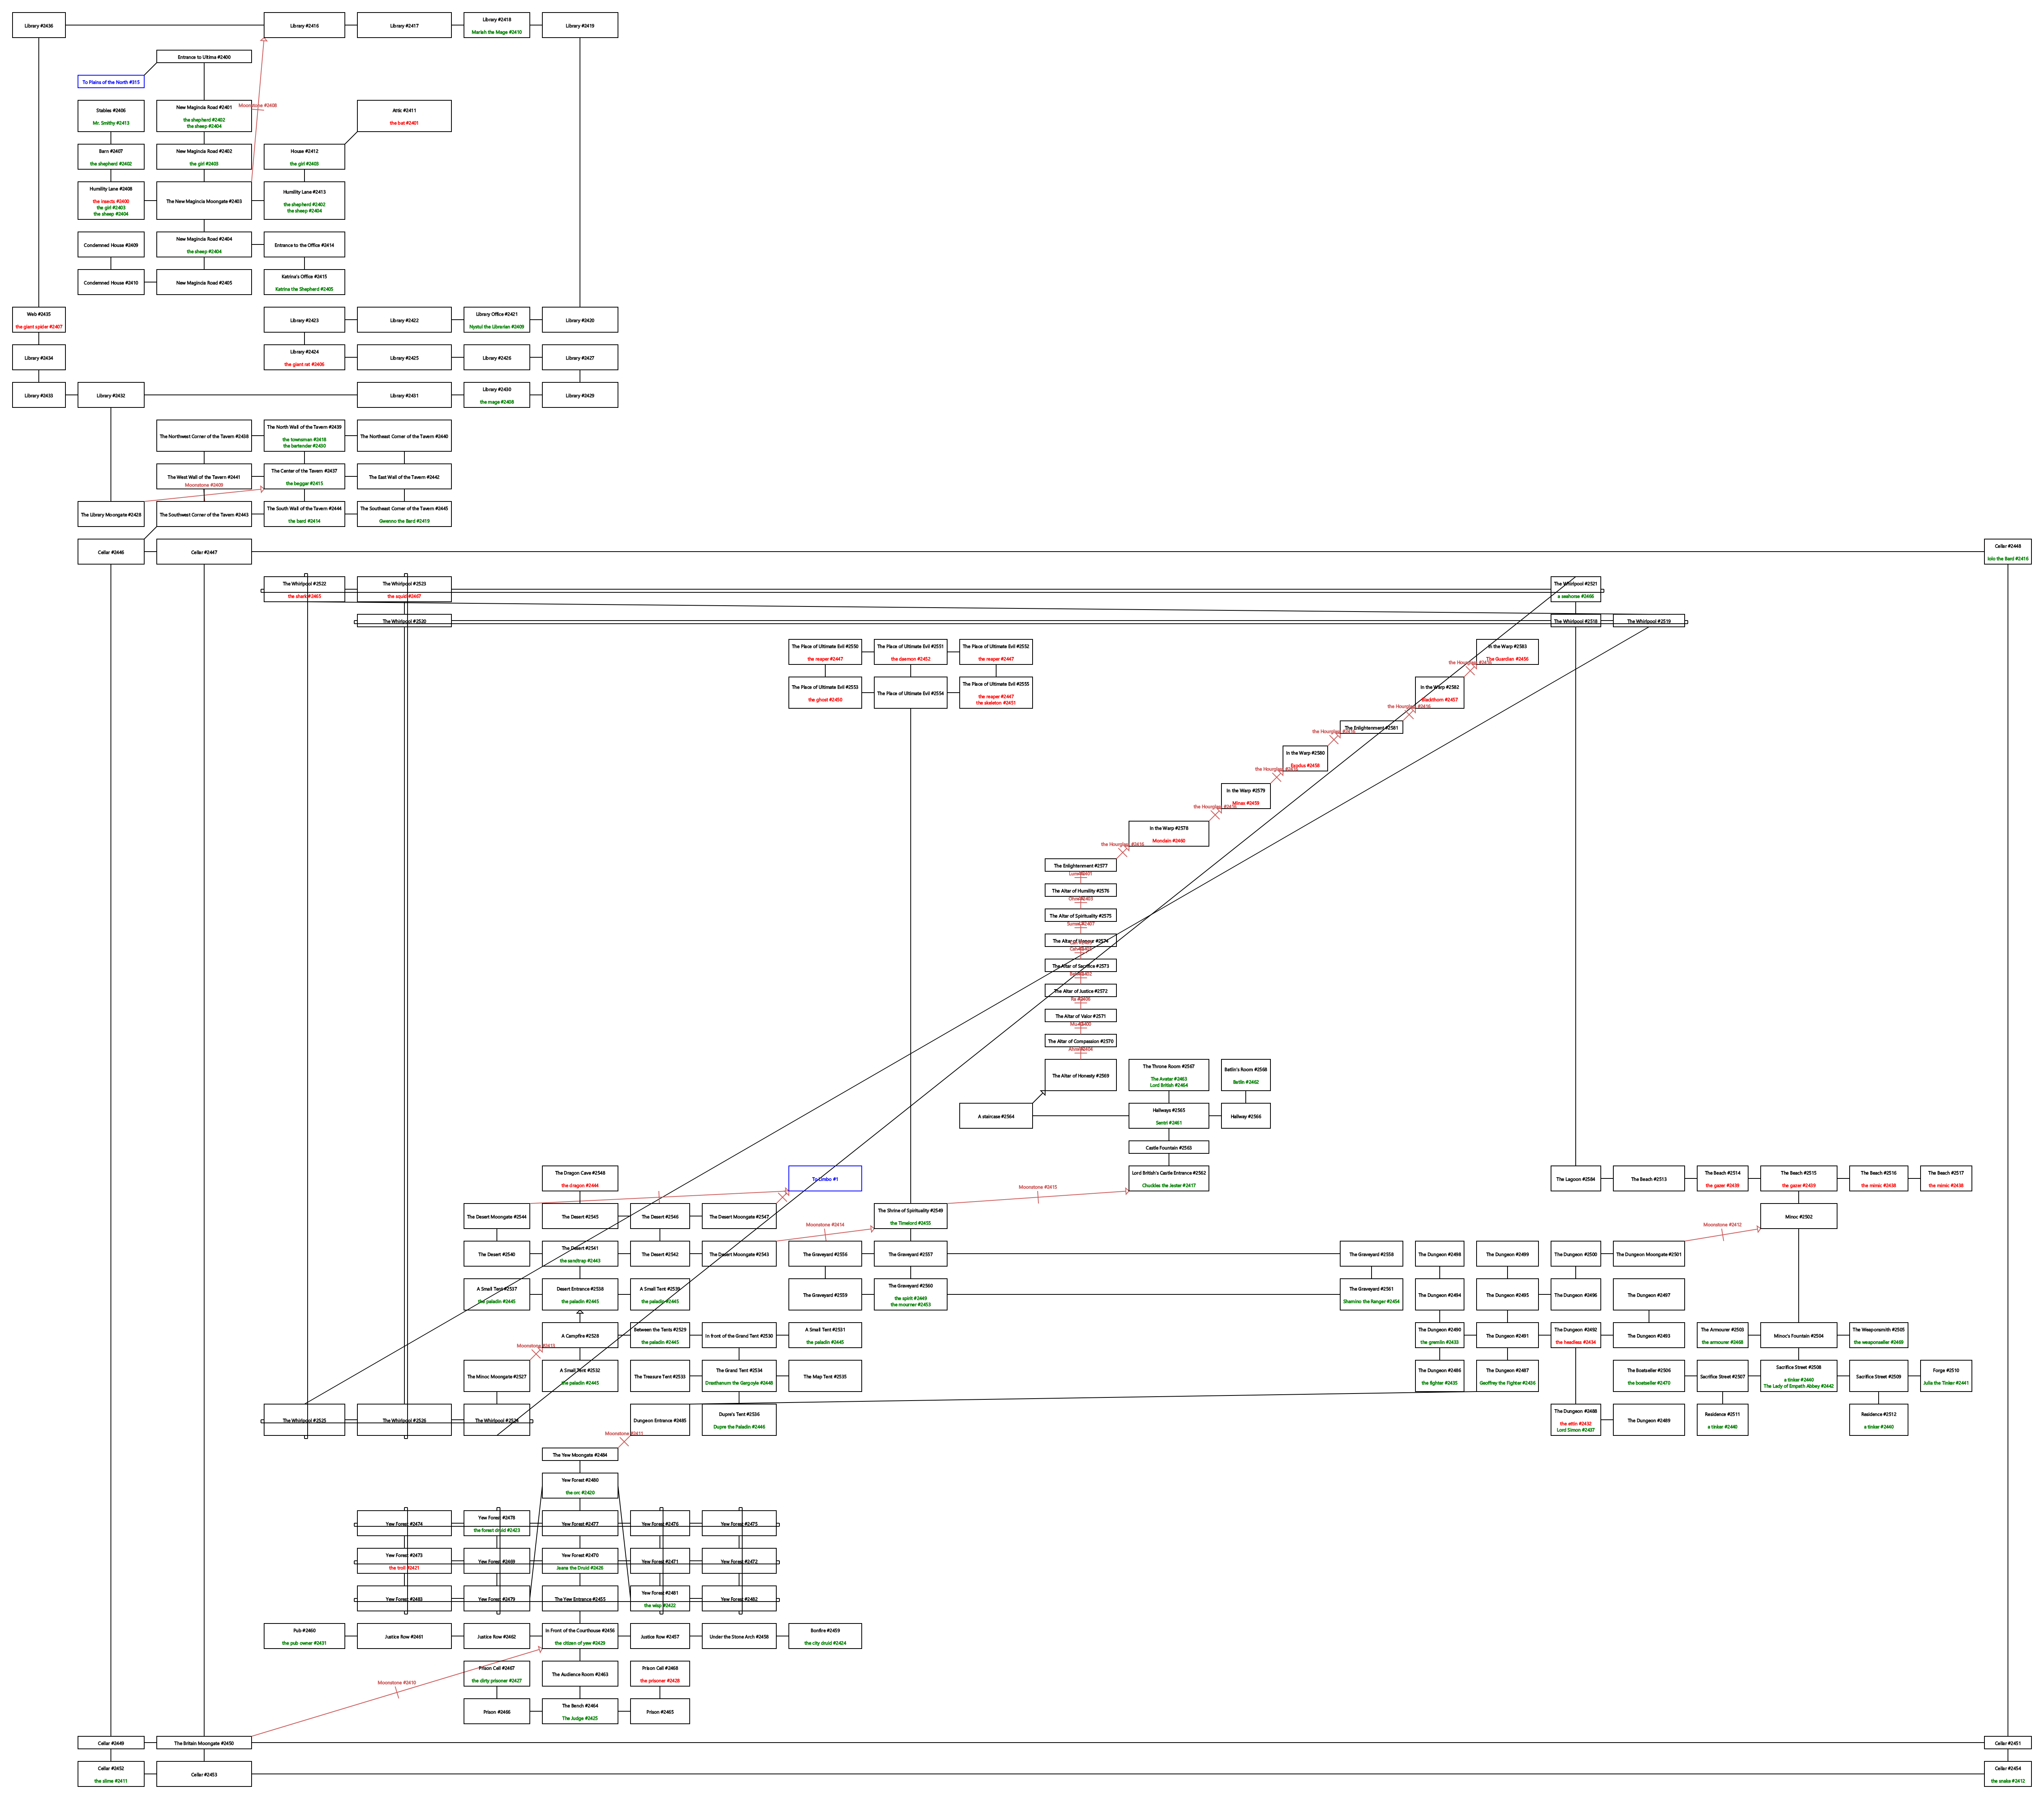 Library #2436
Library #2416
Library #2417
Library #2418
Mariah the Mage #2410
Library #2419
Entrance to Ultima #2400
To Plains of the North #315
Stables #2406
Mr. Smithy #2413
New Magincia Road #2401
the shepherd #2402
the sheep #2404
Moonstone #2408
Attic #2411
the bat #2401
Barn #2407
the shepherd #2402
New Magincia Road #2402
the girl #2403
House #2412
the girl #2403
Humility Lane #2408
the insects #2400
the girl #2403
the sheep #2404
The New Magincia Moongate #2403
Humility Lane #2413
the shepherd #2402
the sheep #2404
Condemned House #2409
New Magincia Road #2404
the sheep #2404
Entrance to the Office #2414
Condemned House #2410
New Magincia Road #2405
Katrina's Office #2415
Katrina the Shepherd #2405
Web #2435
the giant spider #2407
Library #2423
Library #2422
Library Office #2421
Nystul the Librarian #2409
Library #2420
Library #2434
Library #2424
the giant rat #2406
Library #2425
Library #2426
Library #2427
Library #2433
Library #2432
Library #2431
Library #2430
the mage #2408
Library #2429
The Northwest Corner of the Tavern #2438
The North Wall of the Tavern #2439
the townsman #2418
the bartender #2430
The Northeast Corner of the Tavern #2440
The West Wall of the Tavern #2441
The Center of the Tavern #2437
the beggar #2415
The East Wall of the Tavern #2442
Moonstone #2409
The Library Moongate #2428
The Southwest Corner of the Tavern #2443
The South Wall of the Tavern #2444
the bard #2414
The Southeast Corner of the Tavern #2445
Gwenno the Bard #2419
Cellar #2446
Cellar #2447
Cellar #2448
Iolo the Bard #2416
The Whirlpool #2522
the shark #2465
The Whirlpool #2523
the squid #2467
The Whirlpool #2521
a seahorse #2466
The Whirlpool #2520
The Whirlpool #2518
The Whirlpool #2519
The Place of Ultimate Evil #2550
the reaper #2447
The Place of Ultimate Evil #2551
the daemon #2452
The Place of Ultimate Evil #2552
the reaper #2447
In the Warp #2583
The Guardian #2456
the Hourglass #2416
The Place of Ultimate Evil #2553
the ghost #2450
The Place of Ultimate Evil #2554
The Place of Ultimate Evil #2555
the reaper #2447
the skeleton #2451
In the Warp #2582
Blackthorn #2457
the Hourglass #2416
The Enlightenment #2581
the Hourglass #2416
In the Warp #2580
Exodus #2458
the Hourglass #2416
In the Warp #2579
Minax #2459
the Hourglass #2416
In the Warp #2578
Mondain #2460
the Hourglass #2416
The Enlightenment #2577
The Altar of Humility #2576
The Altar of Spirituality #2575
The Altar of Honour #2574
The Altar of Sacrifice #2573
The Altar of Justice #2572
The Altar of Valor #2571
The Altar of Compassion #2570
The Altar of Honesty #2569
The Throne Room #2567
The Avatar #2463
Lord British #2464
Batlin's Room #2568
Batlin #2462
A staircase #2564
Hallways #2565
Sentri #2461
Hallway #2566
Castle Fountain #2563
The Dragon Cave #2548
the dragon #2444
To Limbo #1
Moonstone #2415
Lord British's Castle Entrance #2562
Chuckles the Jester #2417
The Lagoon #2584
The Beach #2513
The Beach #2514
the gazer #2439
The Beach #2515
the gazer #2439
The Beach #2516
the mimic #2438
The Beach #2517
the mimic #2438
The Desert Moongate #2544
The Desert #2545
The Desert #2546
The Desert Moongate #2547
The Shrine of Spirituality #2549
the Timelord #2455
Minoc #2502
Moonstone #2414
Moonstone #2412
The Desert #2540
The Desert #2541
the sandtrap #2443
The Desert #2542
The Desert Moongate #2543
The Graveyard #2556
The Graveyard #2557
The Graveyard #2558
The Dungeon #2498
The Dungeon #2499
The Dungeon #2500
The Dungeon Moongate #2501
A Small Tent #2537
the paladin #2445
Desert Entrance #2538
the paladin #2445
A Small Tent #2539
the paladin #2445
The Graveyard #2559
The Graveyard #2560
the spirit #2449
the mourner #2453
The Graveyard #2561
Shamino the Ranger #2454
The Dungeon #2494
The Dungeon #2495
The Dungeon #2496
The Dungeon #2497
A Campfire #2528
Between the Tents #2529
the paladin #2445
In front of the Grand Tent #2530
A Small Tent #2531
the paladin #2445
The Dungeon #2490
the gremlin #2433
The Dungeon #2491
The Dungeon #2492
the headless #2434
The Dungeon #2493
The Armourer #2503
the armourer #2468
Minoc's Fountain #2504
The Weaponsmith #2505
the weaponseller #2469
Moonstone #2413
The Minoc Moongate #2527
A Small Tent #2532
the paladin #2445
The Treasure Tent #2533
The Grand Tent #2534
Draxthanum the Gargoyle #2448
The Map Tent #2535
The Dungeon #2486
the fighter #2435
The Dungeon #2487
Geoffrey the Fighter #2436
The Boatseller #2506
the boatseller #2470
Sacrifice Street #2507
Sacrifice Street #2508
a tinker #2440
The Lady of Empath Abbey #2442
Sacrifice Street #2509
Forge #2510
Julia the Tinker #2441
The Whirlpool #2525
The Whirlpool #2526
The Whirlpool #2524
Dungeon Entrance #2485
Dupre's Tent #2536
Dupre the Paladin #2446
The Dungeon #2488
the ettin #2432
Lord Simon #2437
The Dungeon #2489
Residence #2511
a tinker #2440
Residence #2512
a tinker #2440
Moonstone #2411
The Yew Moongate #2484
Yew Forest #2480
the orc #2420
Yew Forest #2474
Yew Forest #2478
the forest druid #2423
Yew Forest #2477
Yew Forest #2476
Yew Forest #2475
Yew Forest #2473
the troll #2421
Yew Forest #2469
Yew Forest #2470
Jaana the Druid #2426
Yew Forest #2471
Yew Forest #2472
Yew Forest #2483
Yew Forest #2479
The Yew Entrance #2455
Yew Forest #2481
the wisp #2422
Yew Forest #2482
Pub #2460
the pub owner #2431
Justice Row #2461
Justice Row #2462
In Front of the Courthouse #2456
the citizen of yew #2429
Justice Row #2457
Under the Stone Arch #2458
Bonfire #2459
the city druid #2424
Moonstone #2410
Prison Cell #2467
the dirty prisoner #2427
The Audience Room #2463
Prison Cell #2468
the prisoner #2428
Prison #2466
The Bench #2464
The Judge #2425
Prison #2465
Cellar #2449
The Britain Moongate #2450
Cellar #2451
Cellar #2452
the slime #2411
Cellar #2453
Cellar #2454
the snake #2412